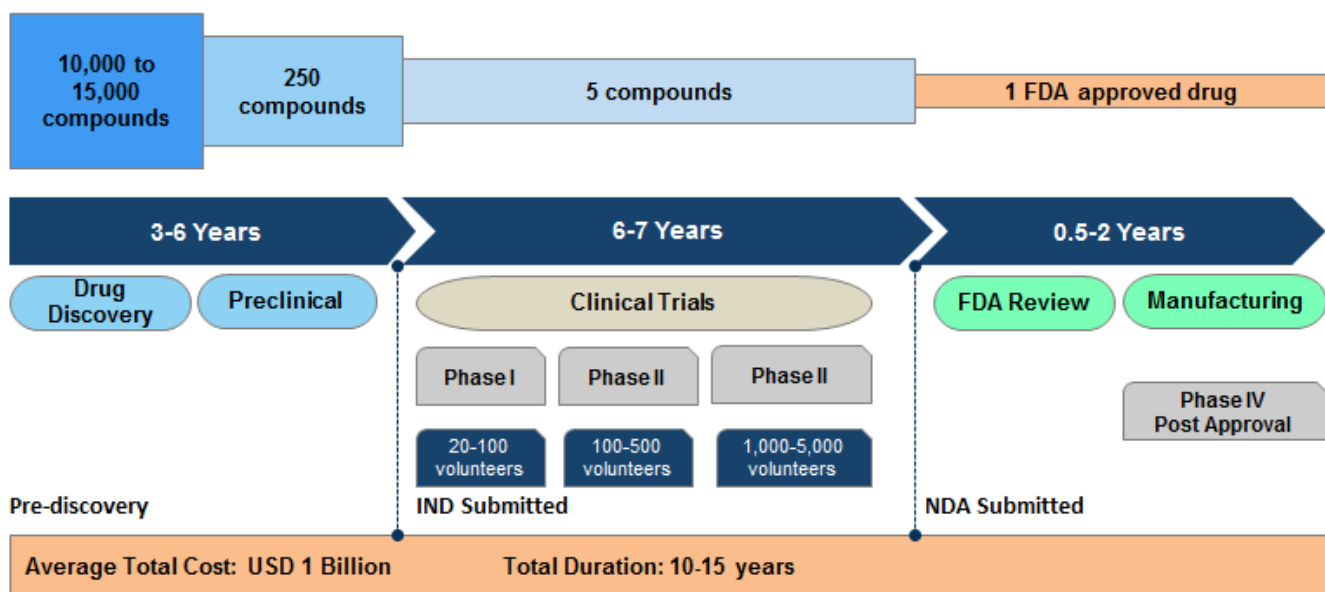 10,000 to
15,000
compounds
250
compounds
5 compounds
1 FDA approved drug
3-6 Years
6-7 Years
0.5-2 Years
Drug
Discovery
Preclinical
Clinical Trials
FDA Review
Manufacturing
Phase I
Phase II
Phase II
Phase IV
Post Approval
20-100
volunteers
100-500
volunteers
1,000-5,000
volunteers
Pre-discovery
IND Submitted
NDA Submitted
Average Total Cost: USD 1 Billion
Total Duration: 10-15 years